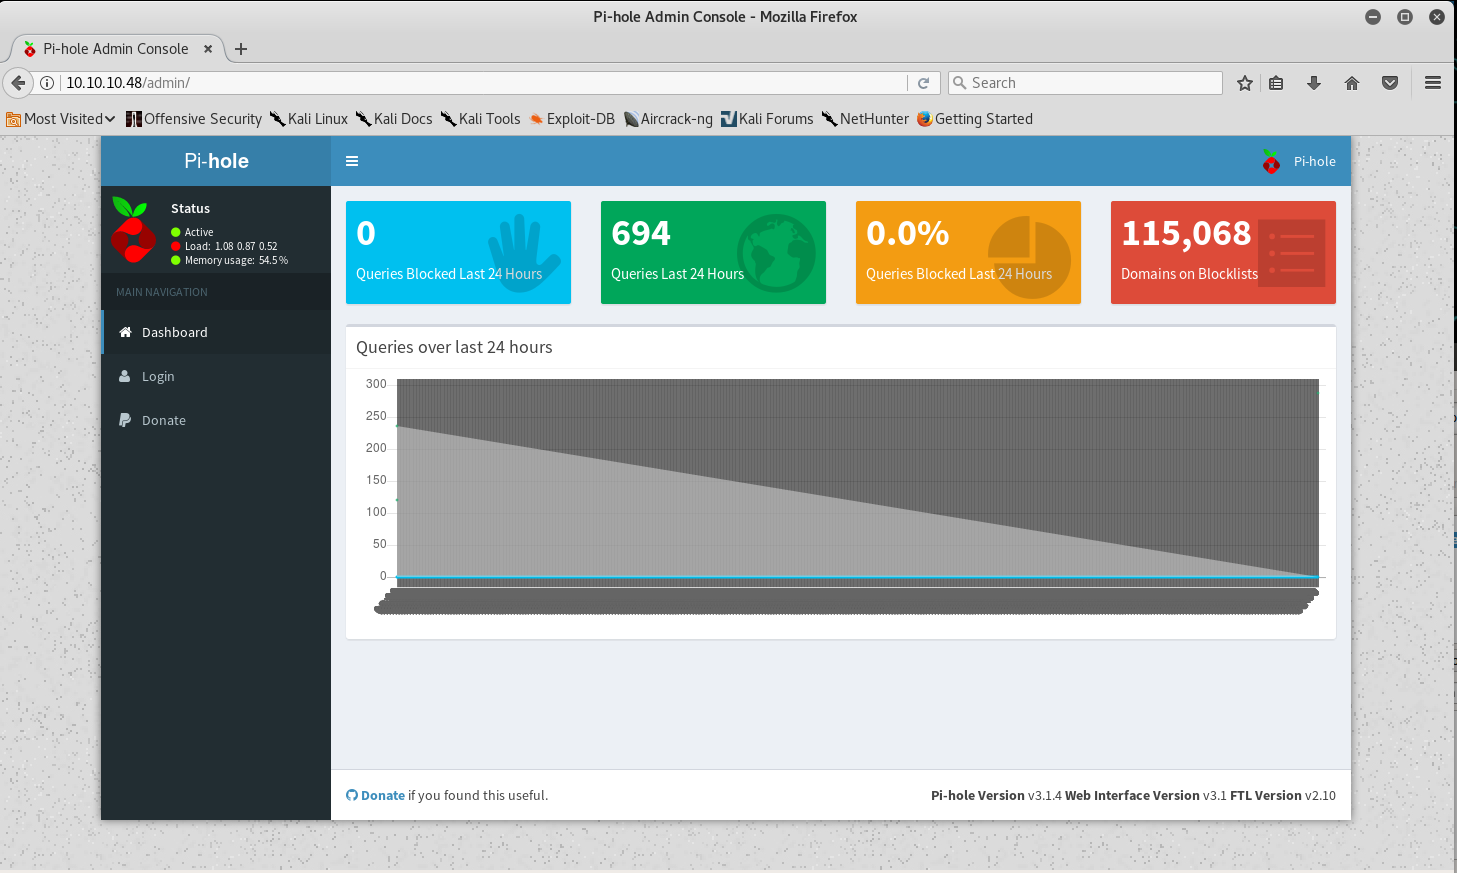 Pi-hole Admin Console - Mozilla Firefox
Pi-hole Admin Console
10.10.10.48/admin/
Search
Most Visited Offensive Security Kali Linux Kali Docs Kali Tools Exploit-DB Aircrack-ng Kali Forums NetHunter Getting Started
Pi-hole
Pi-hole
Status
Active
Load: 1.08 0.87 0.52
Memory usage: 54.5 %
MAIN NAVIGATION
Dashboard
Login
Donate
0
Queries Blocked Last 24 Hours
694
Queries Last 24 Hours
0.0%
Queries Blocked Last 24 Hours
115,068
Domains on Blocklists
Queries over last 24 hours
300
250
200
150
100
50
0
Donate if you found this useful.
Pi-hole Version v3.1.4 Web Interface Version v3.1 FTL Version v2.10